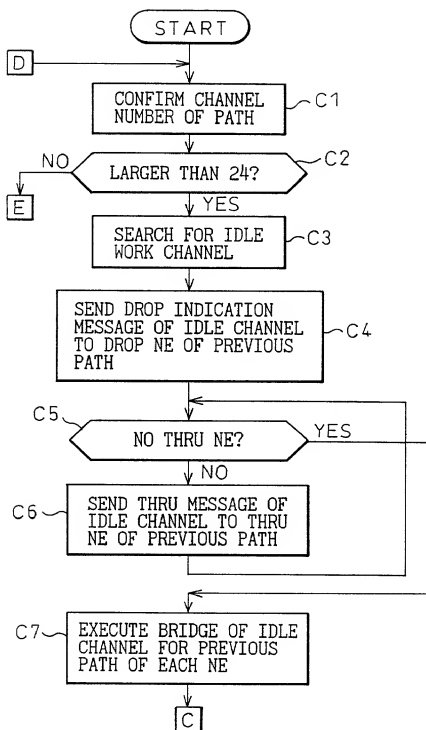 START
D
CONFIRM CHANNEL
NUMBER OF PATH
C1
LARGER THAN 24?
C2
NO
E
YES
SEARCH FOR IDLE
WORK CHANNEL
C3
SEND DROP INDICATION
MESSAGE OF IDLE CHANNEL
TO DROP NE OF PREVIOUS
PATH
C4
C5
NO THRU NE?
YES
NO
C6
SEND THRU MESSAGE OF
IDLE CHANNEL TO THRU
NE OF PREVIOUS PATH
C7
EXECUTE BRIDGE OF IDLE
CHANNEL FOR PREVIOUS
PATH OF EACH NE
C